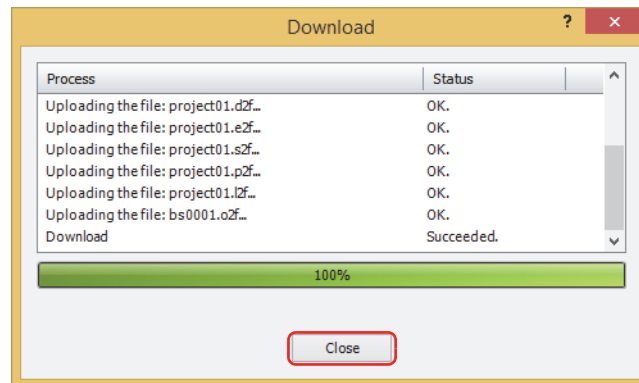 Download ?
Process Status
Uploading the file: project01.d2f... OK.
Uploading the file: project01.e2f... OK.
Uploading the file: project01.s2f... OK.
Uploading the file: project01.p2f... OK.
Uploading the file: project01.l2f... OK.
Uploading the file: bs0001.o2f... OK.
Download Succeeded.
100%
Close